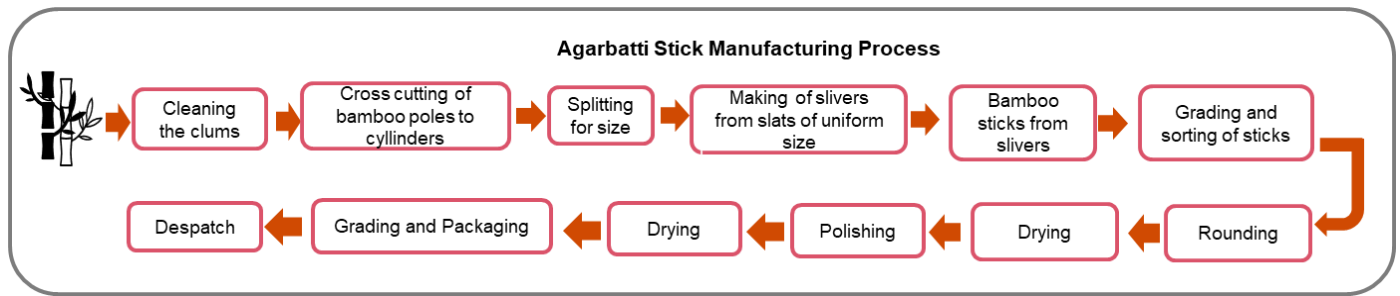 Agarbatti Stick Manufacturing Process
Cleaning
the clums
Cross cutting of
bamboo poles to
cyllinders
Splitting
for size
Making of slivers
from slats of uniform
size
Bamboo
sticks from
slivers
Grading and
sorting of sticks
Rounding
Drying
Polishing
Drying
Grading and Packaging
Despatch